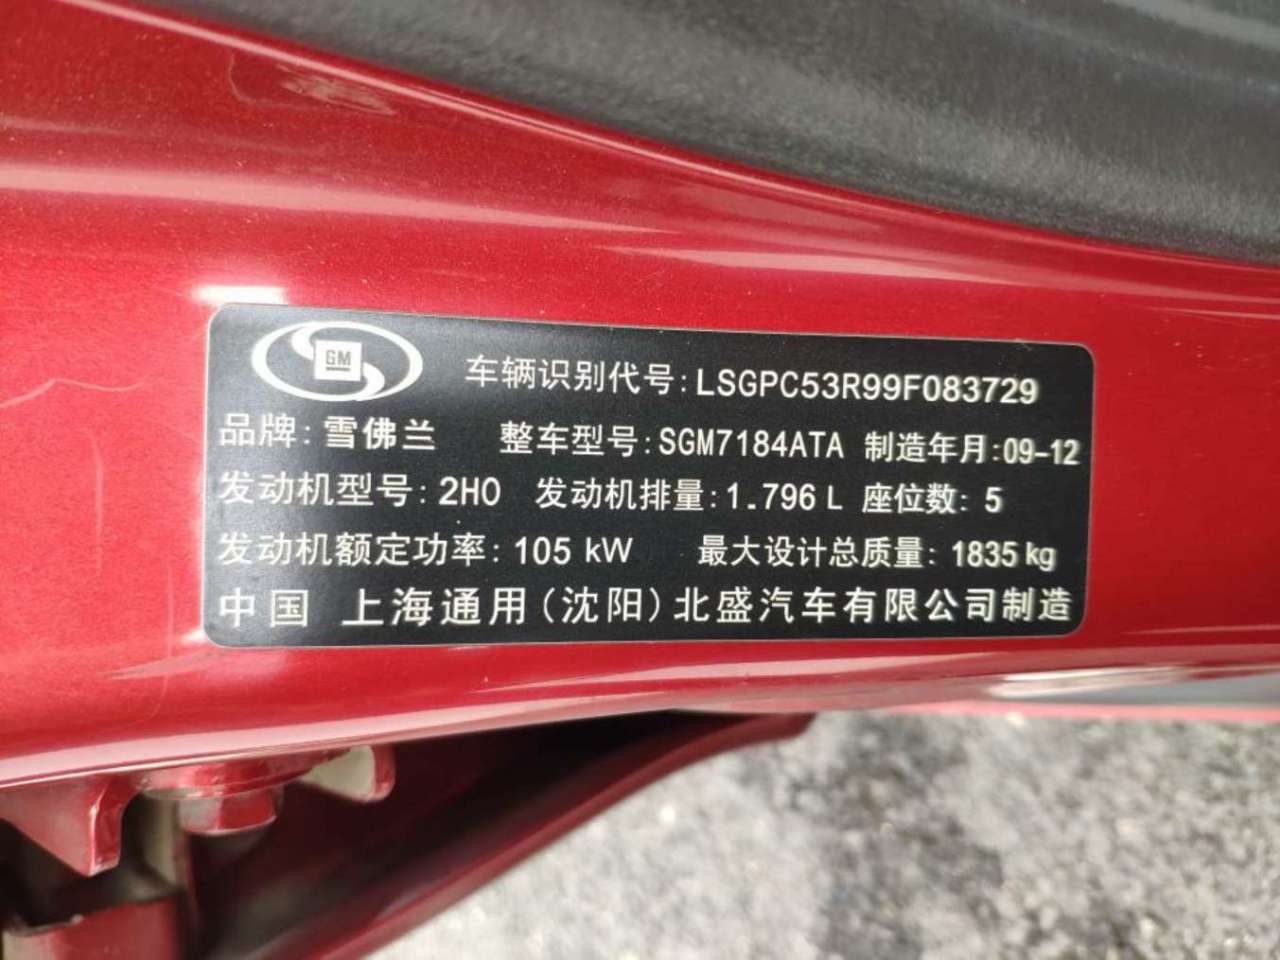 GM
车辆识别代号:LSGPC53R99F083729
品牌:雪佛兰 整车型号:SGM7184ATA 制造年月:09-12
发动机型号:2H0 发动机排量:1.796L 座位数:5
发动机额定功率:105 kW 最大设计总质量:1835 kg
中国 上海通用(沈阳)北盛汽车有限公司制造